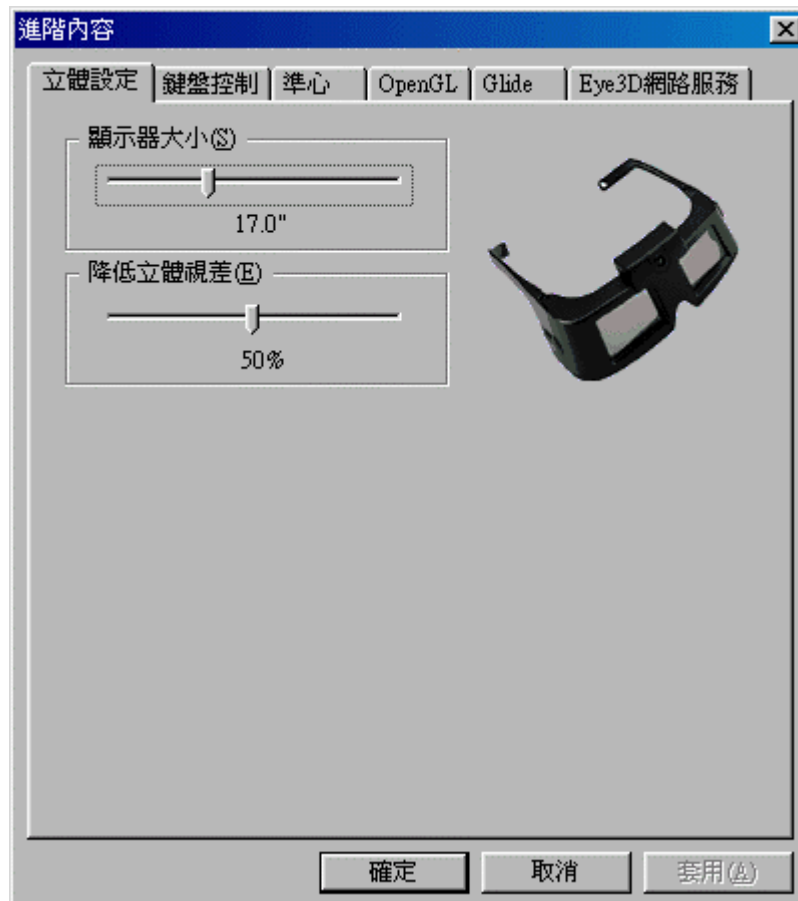 進階內容
立體設定 鍵盤控制 準心 OpenGL Glide Eye3D網路服務
顯示器大小(S)
17.0"
降低立體視差(E)
50%
確定 取消 套用(A)